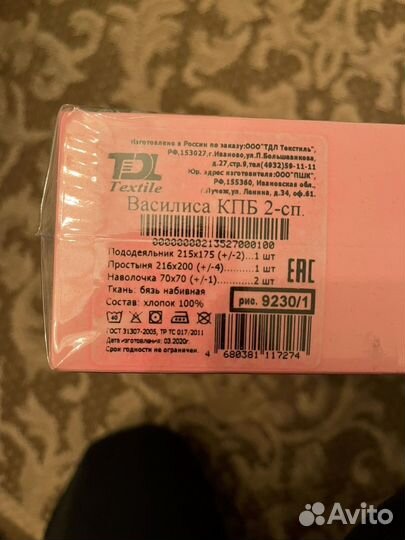 Изготовлено в России по заказу:ООО"ТДЛ Текстиль",
РФ,153027,г.Иваново,ул.П.Большевикова,
д.27,стр.9,тел(4932)59-11-11
Юр. адрес изготовителя:ООО"ПШК",
РФ,155360, Ивановская обл.,
г.Пучеж,ул. Ленина, д.34, оф.61.
TDL
Textile
Василиса КПБ 2-сп.
00000000213527000100
Пододеяльник 215х175 (+/-2)....1 шт
Простыня 216х200 (+/-4).....1 шт
Наволочка 70х70 (+/-1).....2 шт
Ткань: бязь набивная
Состав: хлопок 100%
EAC
рис. 9230/1
40
ГОСТ 31307-2005, ТР ТС 017/2011
Дата изготовления: 03.2020г.
Срок годности не ограничен.
4 680381 117274
Avito